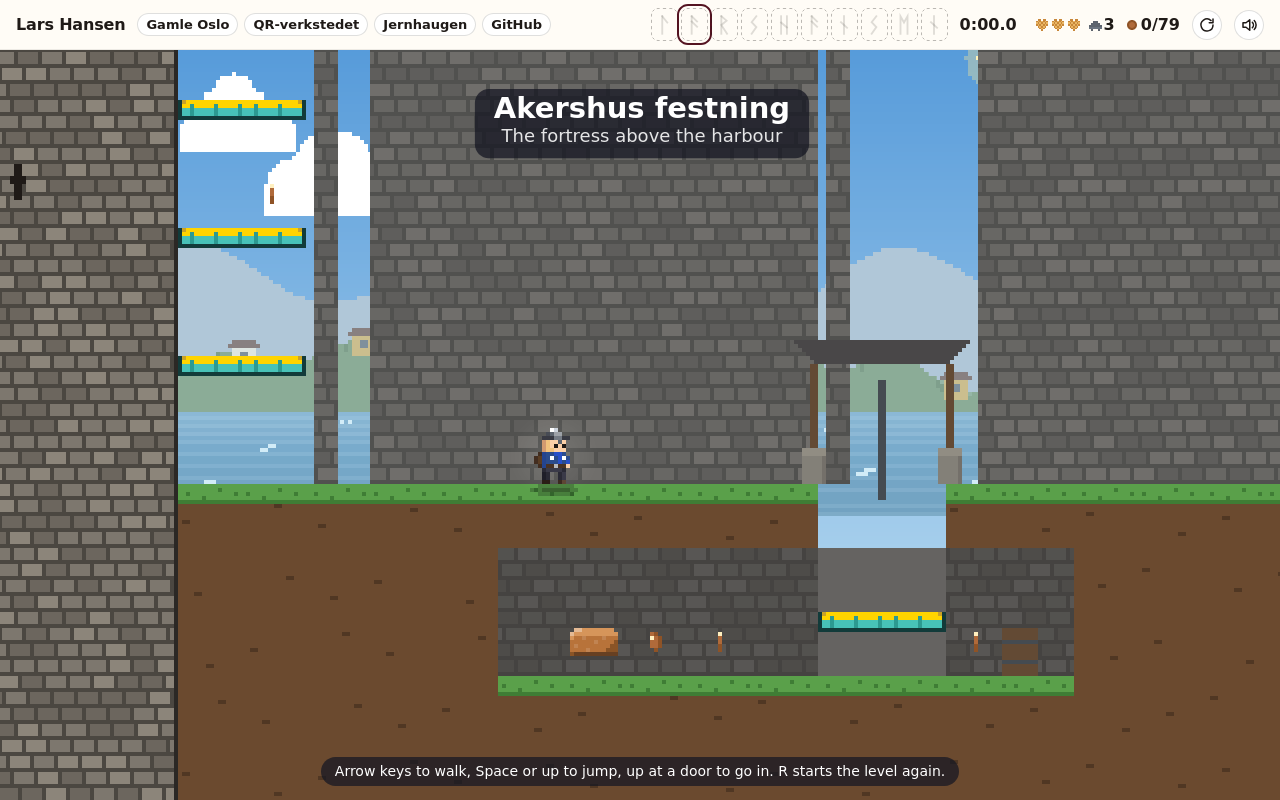 Lars Hansen
Gamle Oslo
QR-verkstedet
Jernhaugen
GitHub
ᛚ ᚨ ᚱ ᛊ ᚺ ᚨ ᚾ ᛊ ᛖ ᚾ
0:00.0
3
0/79
Akershus festning
The fortress above the harbour
Arrow keys to walk, Space or up to jump, up at a door to go in. R starts the level again.